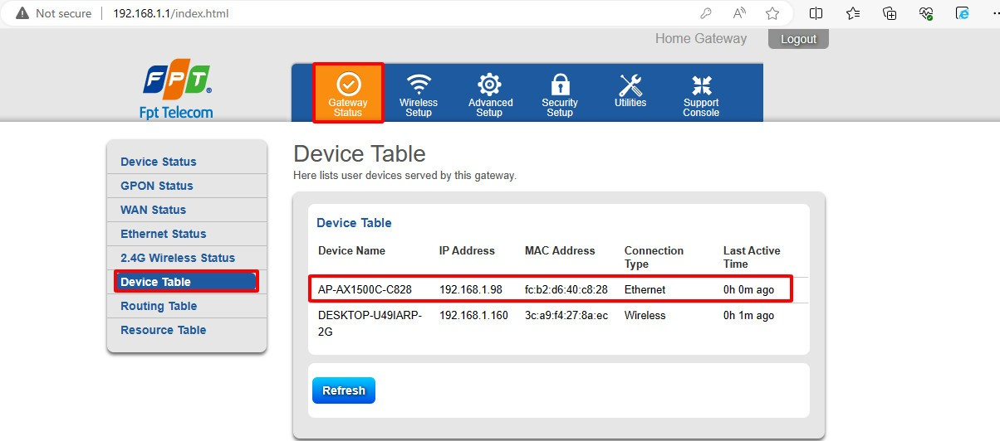 Not secure
192.168.1.1/index.html
Home Gateway
Logout
FPT
Fpt Telecom
Gateway
Status
Wireless
Setup
Advanced
Setup
Security
Setup
Utilities
Support
Console
Device Status
GPON Status
WAN Status
Ethernet Status
2.4G Wireless Status
Device Table
Routing Table
Resource Table
Device Table
Here lists user devices served by this gateway.
Device Table
Device Name IP Address MAC Address Connection Type Last Active Time
AP-AX1500C-C828 192.168.1.98 fc:b2:d6:40:c8:28 Ethernet 0h 0m ago
DESKTOP-U49IARP-2G 192.168.1.160 3c:a9:f4:27:8a:ec Wireless 0h 1m ago
Refresh